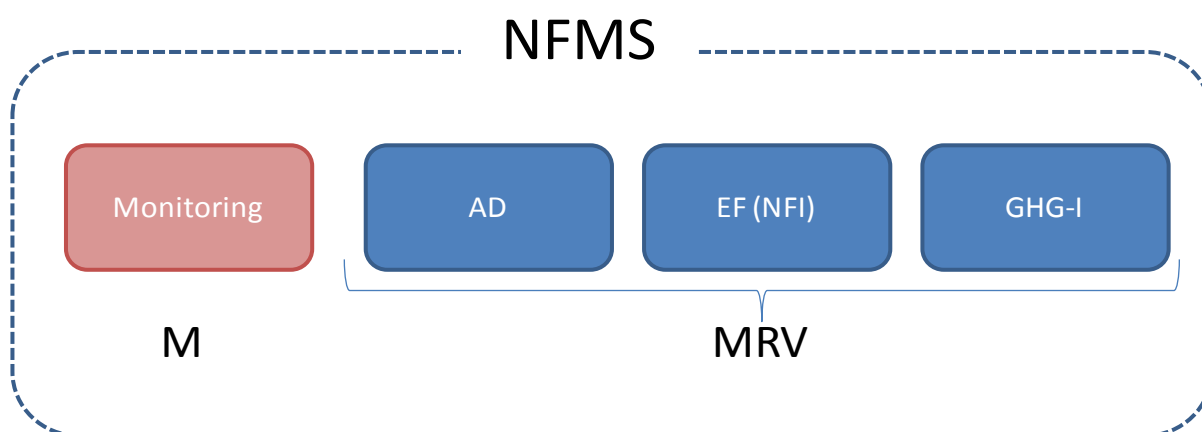 NFMS
Monitoring
AD
EF (NFI)
GHG-I
M
MRV